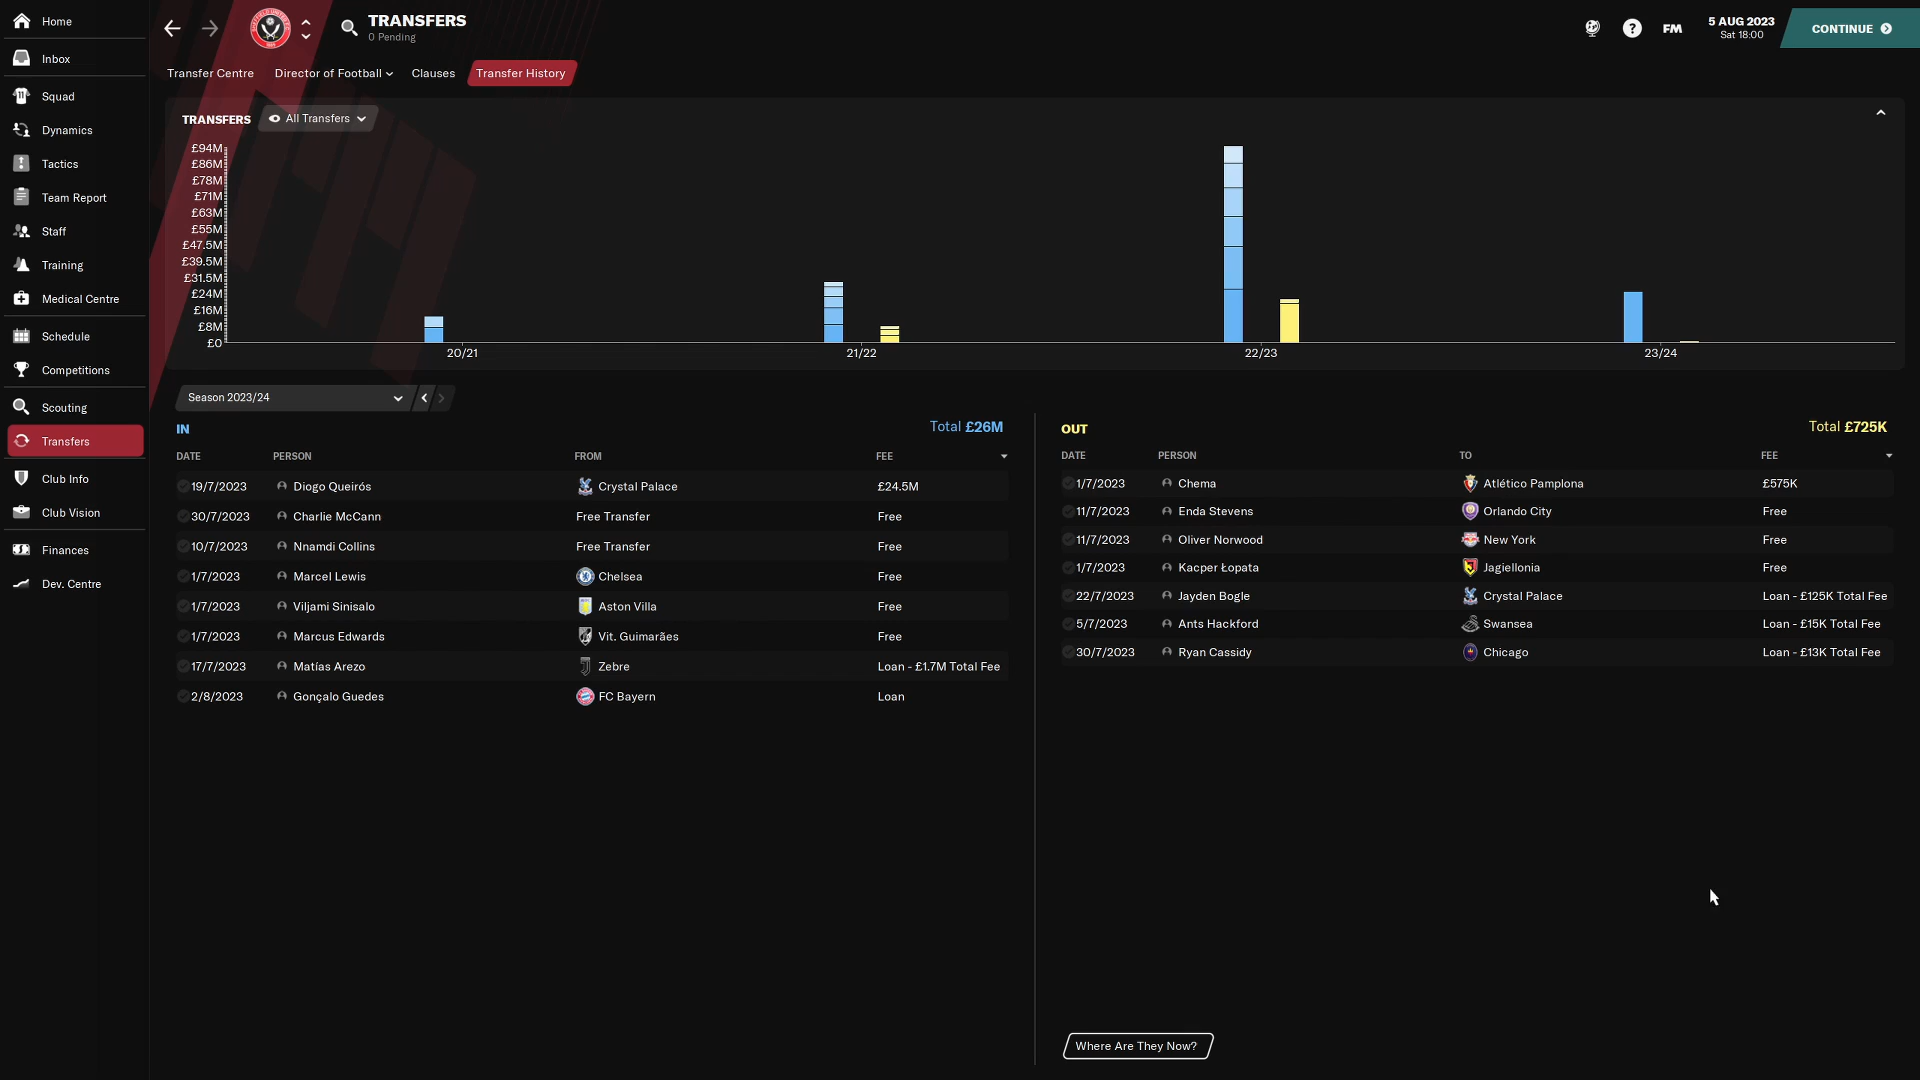 Home
Inbox
Squad
Dynamics
Tactics
Team Report
Staff
Training
Medical Centre
Schedule
Competitions
Scouting
Transfers
Club Info
Club Vision
Finances
Dev. Centre
TRANSFERS
0 Pending
FM
5 AUG 2023
Sat 18:00
CONTINUE
Transfer Centre Director of Football Clauses Transfer History
TRANSFERS All Transfers
£94M
£86M
£78M
£71M
£63M
£55M
£47.5M
£39.5M
£31.5M
£24M
£16M
£8M
£0
20/21 21/22 22/23 23/24
Season 2023/24
IN Total £26M
DATE PERSON FROM FEE
19/7/2023 Diogo Queirós Crystal Palace £24.5M
30/7/2023 Charlie McCann Free Transfer Free
10/7/2023 Nnamdi Collins Free Transfer Free
1/7/2023 Marcel Lewis Chelsea Free
1/7/2023 Viljami Sinisalo Aston Villa Free
1/7/2023 Marcus Edwards Vit. Guimarães Free
17/7/2023 Matías Arezo Zebre Loan - £1.7M Total Fee
2/8/2023 Gonçalo Guedes FC Bayern Loan
OUT Total £725K
DATE PERSON TO FEE
1/7/2023 Chema Atlético Pamplona £575K
11/7/2023 Enda Stevens Orlando City Free
11/7/2023 Oliver Norwood New York Free
1/7/2023 Kacper Łopata Jagiellonia Free
22/7/2023 Jayden Bogle Crystal Palace Loan - £125K Total Fee
5/7/2023 Ants Hackford Swansea Loan - £15K Total Fee
30/7/2023 Ryan Cassidy Chicago Loan - £13K Total Fee
Where Are They Now?